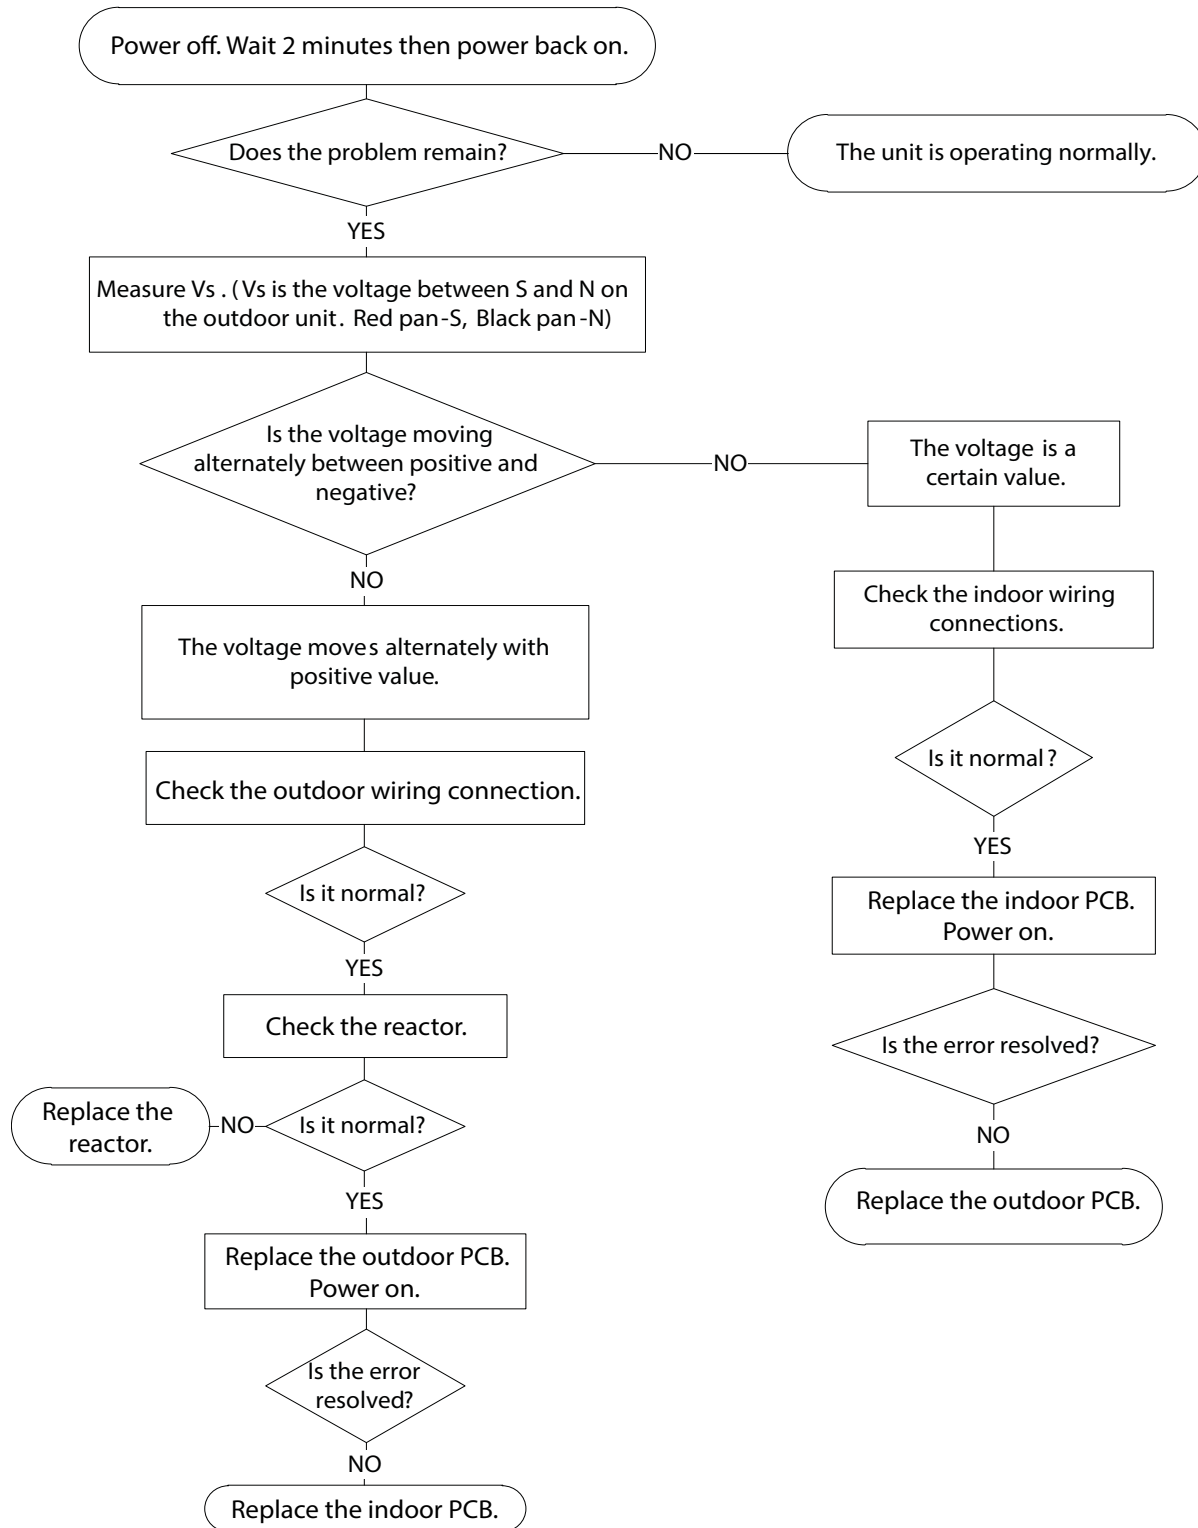 Power off. Wait 2 minutes then power back on.
Does the problem remain?
NO
The unit is operating normally.
YES
Measure Vs . (Vs is the voltage between S and N on
the outdoor unit. Red pan-S, Black pan-N)
Is the voltage moving
alternately between positive and
negative?
NO
The voltage is a
certain value.
NO
The voltage moves alternately with
positive value.
Check the outdoor wiring connection.
Is it normal?
YES
Check the reactor.
Is it normal?
NO
Replace the
reactor.
YES
Replace the outdoor PCB.
Power on.
Is the error
resolved?
NO
Replace the indoor PCB.
Check the indoor wiring
connections.
Is it normal?
YES
Replace the indoor PCB.
Power on.
Is the error resolved?
NO
Replace the outdoor PCB.